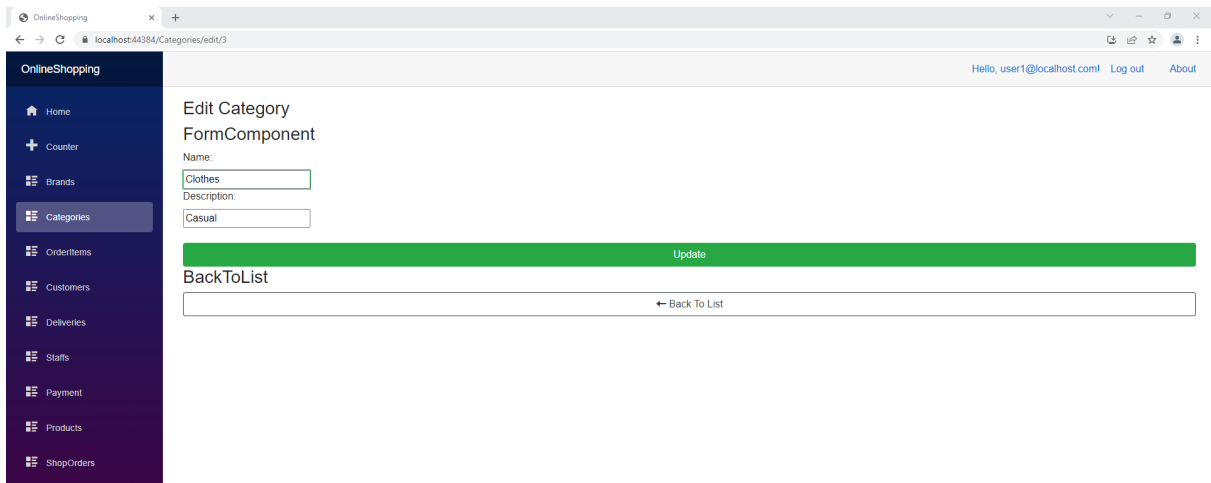 OnlineShopping
localhost:44384/Categories/edit/3
OnlineShopping
Hello, user1@localhost.com! Log out About
Home
Counter
Brands
Categories
OrderItems
Customers
Deliveries
Staffs
Payment
Products
ShopOrders
Edit Category
FormComponent
Name:
Clothes
Description:
Casual
Update
BackToList
Back To List